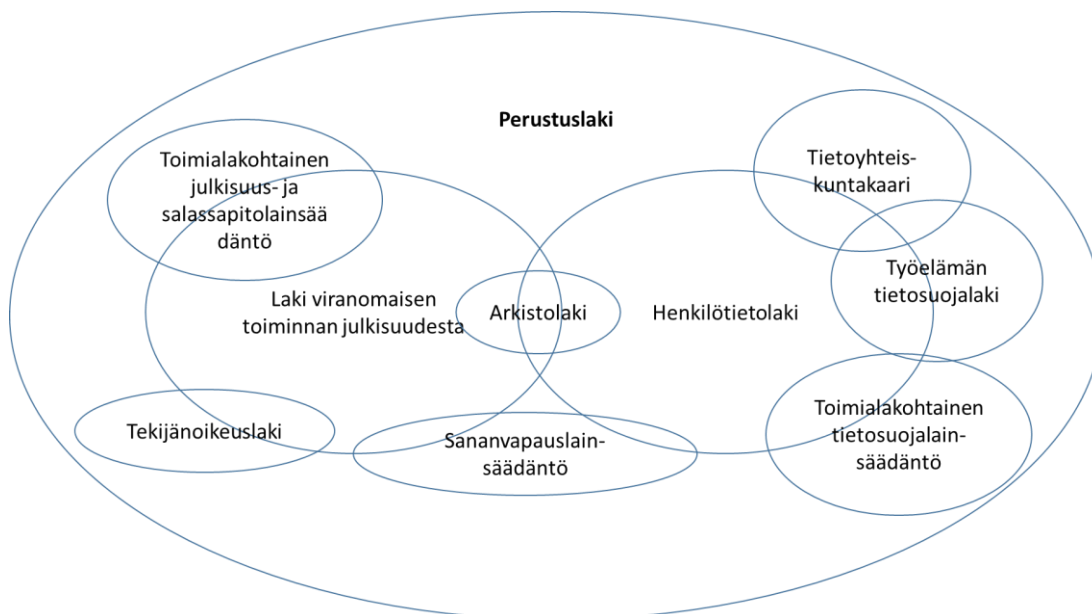 Perustuslaki
Toimialakohtainen
julkisuus- ja
salassapitolainsää
däntö
Tietoyhteis-
kuntakaari
Työelämän
tietosuojalaki
Laki viranomaisen
toiminnan julkisuudesta
Arkistolaki
Henkilötietolaki
Tekijänoikeuslaki
Sananvapauslain-
säädäntö
Toimialakohtainen
tietosuojalain-
säädäntö